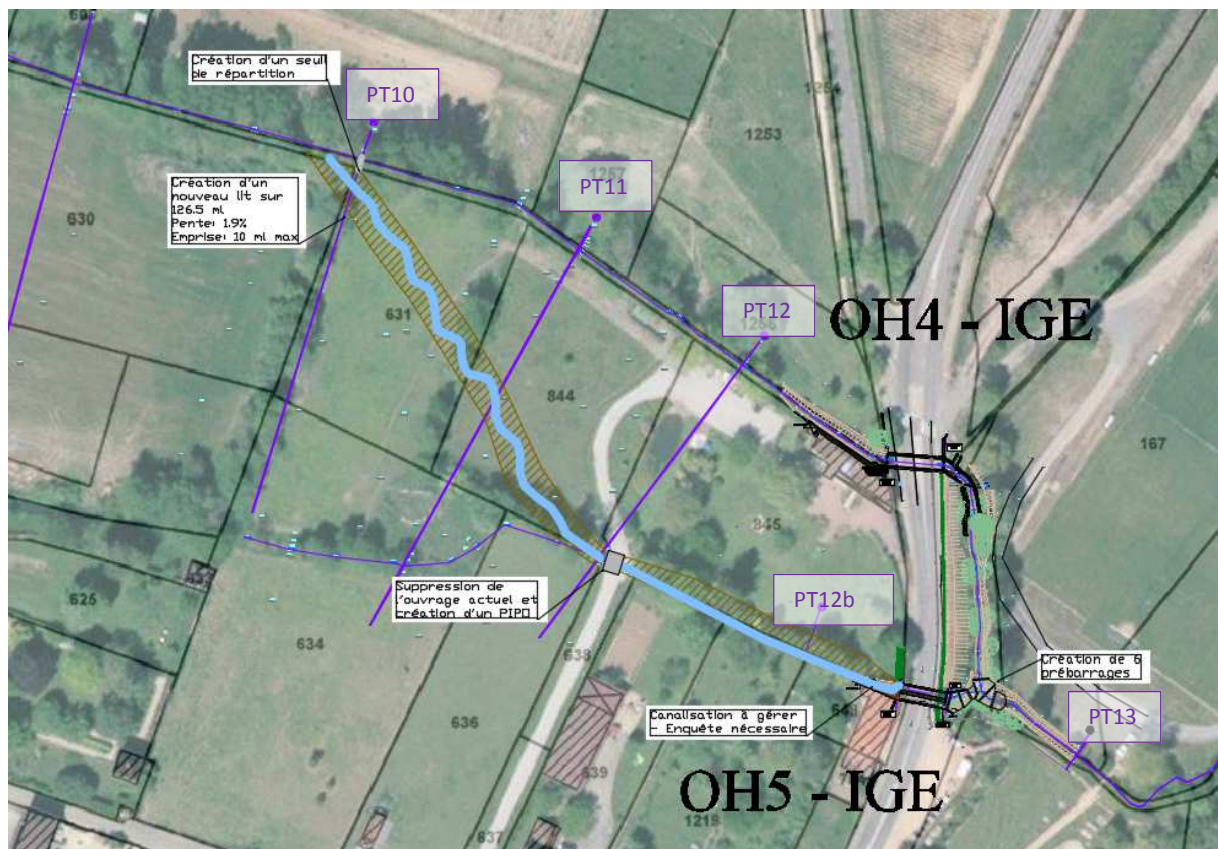 Création d'un seuil
de répartition
PT10
1253
PT11
Création d'un
nouveau lit sur
126.5 ml
Pente: 1.9%
Emprise: 10 ml max
630
PT12
OH4 - IGE
631
844
167
845
Suppression de
l'ouvrage actuel et
création d'un PIPO
PT12b
625
634
638
Création de 6
prébarrages
Canalisation à gérer
- Enquête nécessaire
PT13
636
639
OH5 - IGE
1219
637